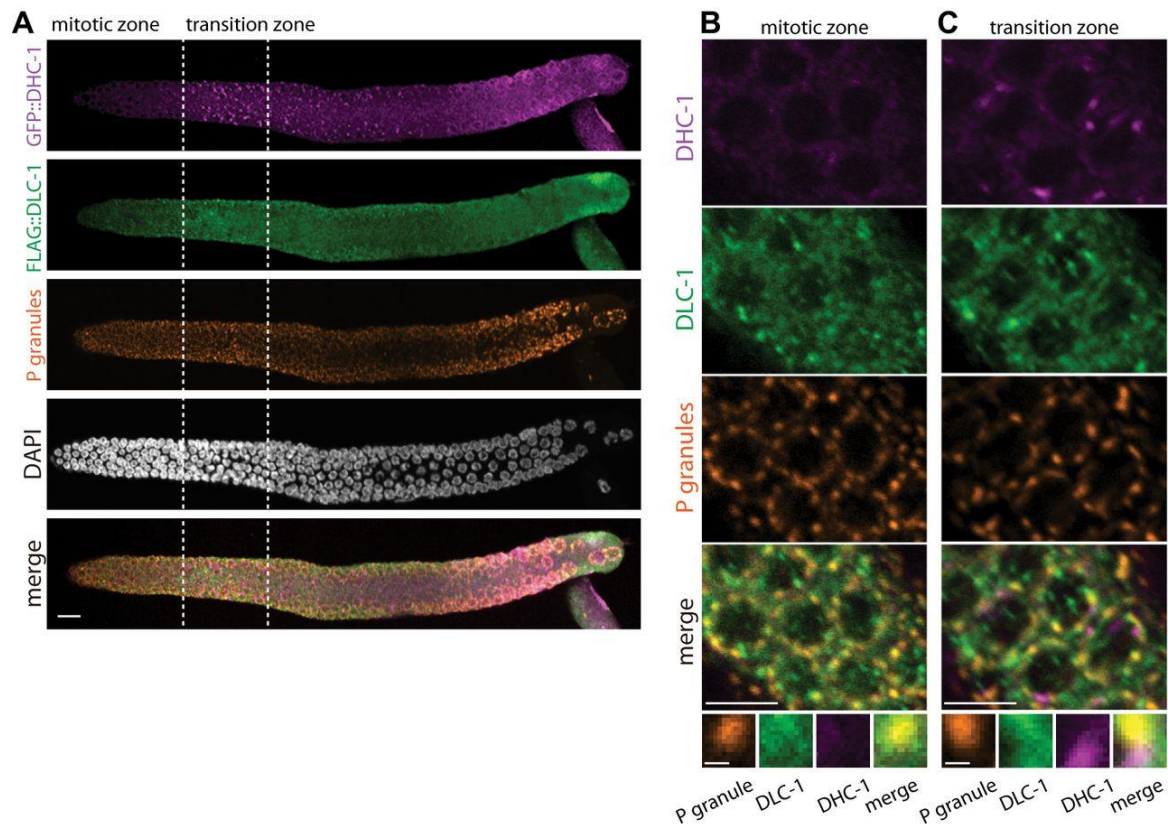 A
mitotic zone transition zone
GFP::DHC-1
FLAG::DLC-1
P granules
DAPI
merge
B
mitotic zone
DHC-1
DLC-1
P granules
merge
P granule DLC-1 DHC-1 merge
C
transition zone
P granule DLC-1 DHC-1 merge